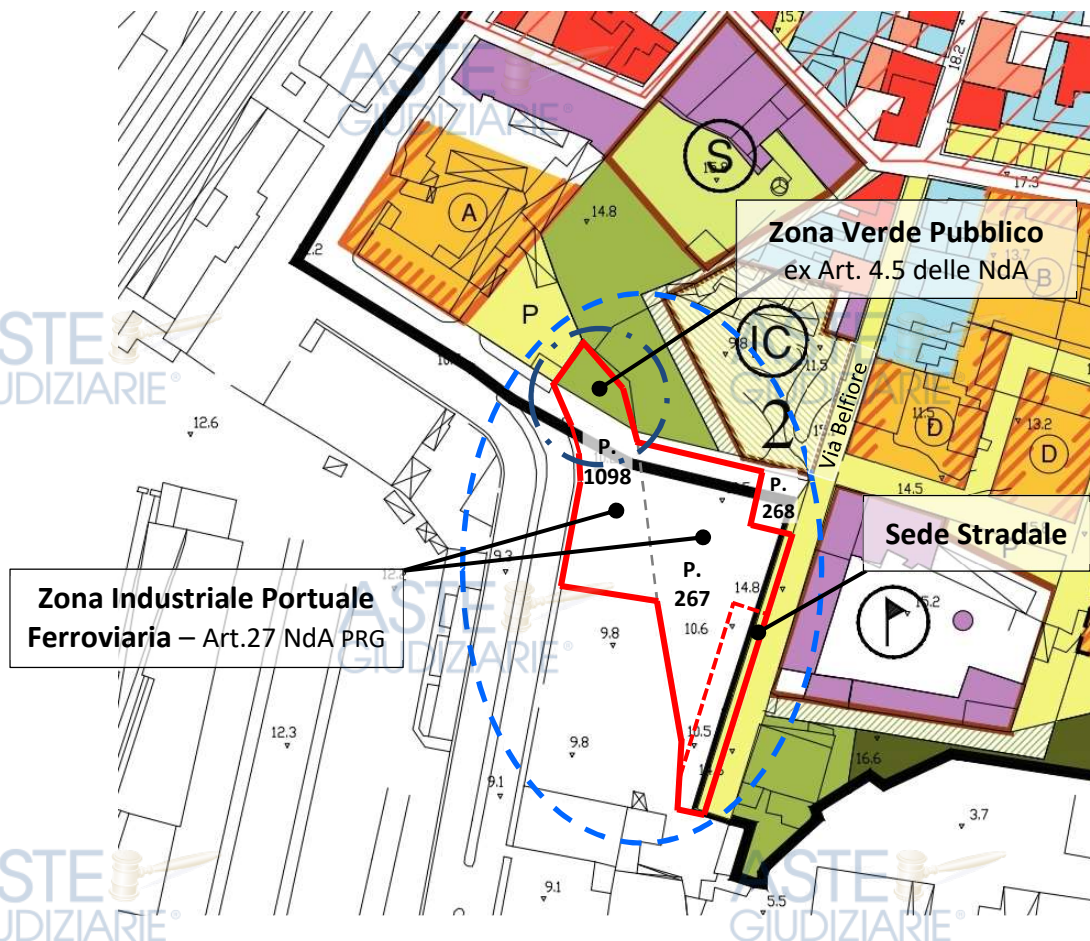 15.7
18.2
ASTE
GIUDIZIARIE®
S
17.3
A
14.8
Zona Verde Pubblico
ex Art. 4.5 delle NdA
13.7
B
P
IC
9.8
11.5
ASTE
GIUDIZIARIE®
2
Via Belfiore
11.5
D
13.2
D
12.6
P.
1098
P.
268
14.5
Sede Stradale
9.3
P.
267
14.8
15.2
Zona Industriale Portuale
Ferroviaria – Art.27 NdA PRG
9.8
10.6
GIUDIZIARIE®
12.3
9.8
10.5
16.6
9.1
3.7
ASTE
GIUDIZIARIE®
9.1
5.5
ASTE
GIUDIZIARIE®